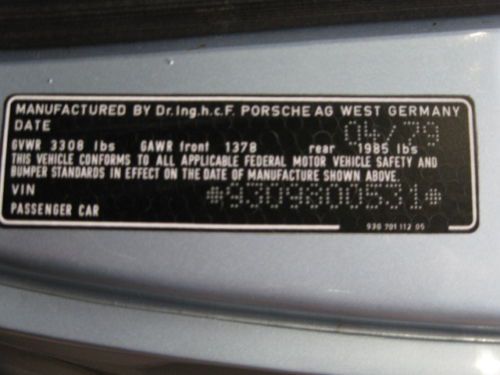 MANUFACTURED BY Dr.Ing.h.c.F. PORSCHE AG WEST GERMANY
DATE 04/79
GVWR 3308 lbs GAWR front 1378 rear 1985 lbs
THIS VEHICLE CONFORMS TO ALL APPLICABLE FEDERAL MOTOR VEHICLE SAFETY AND
BUMPER STANDARDS IN EFFECT ON THE DATE OF MANUFACTURE SHOWN ABOVE.
VIN *9309600531*
PASSENGER CAR
930 701 112 05